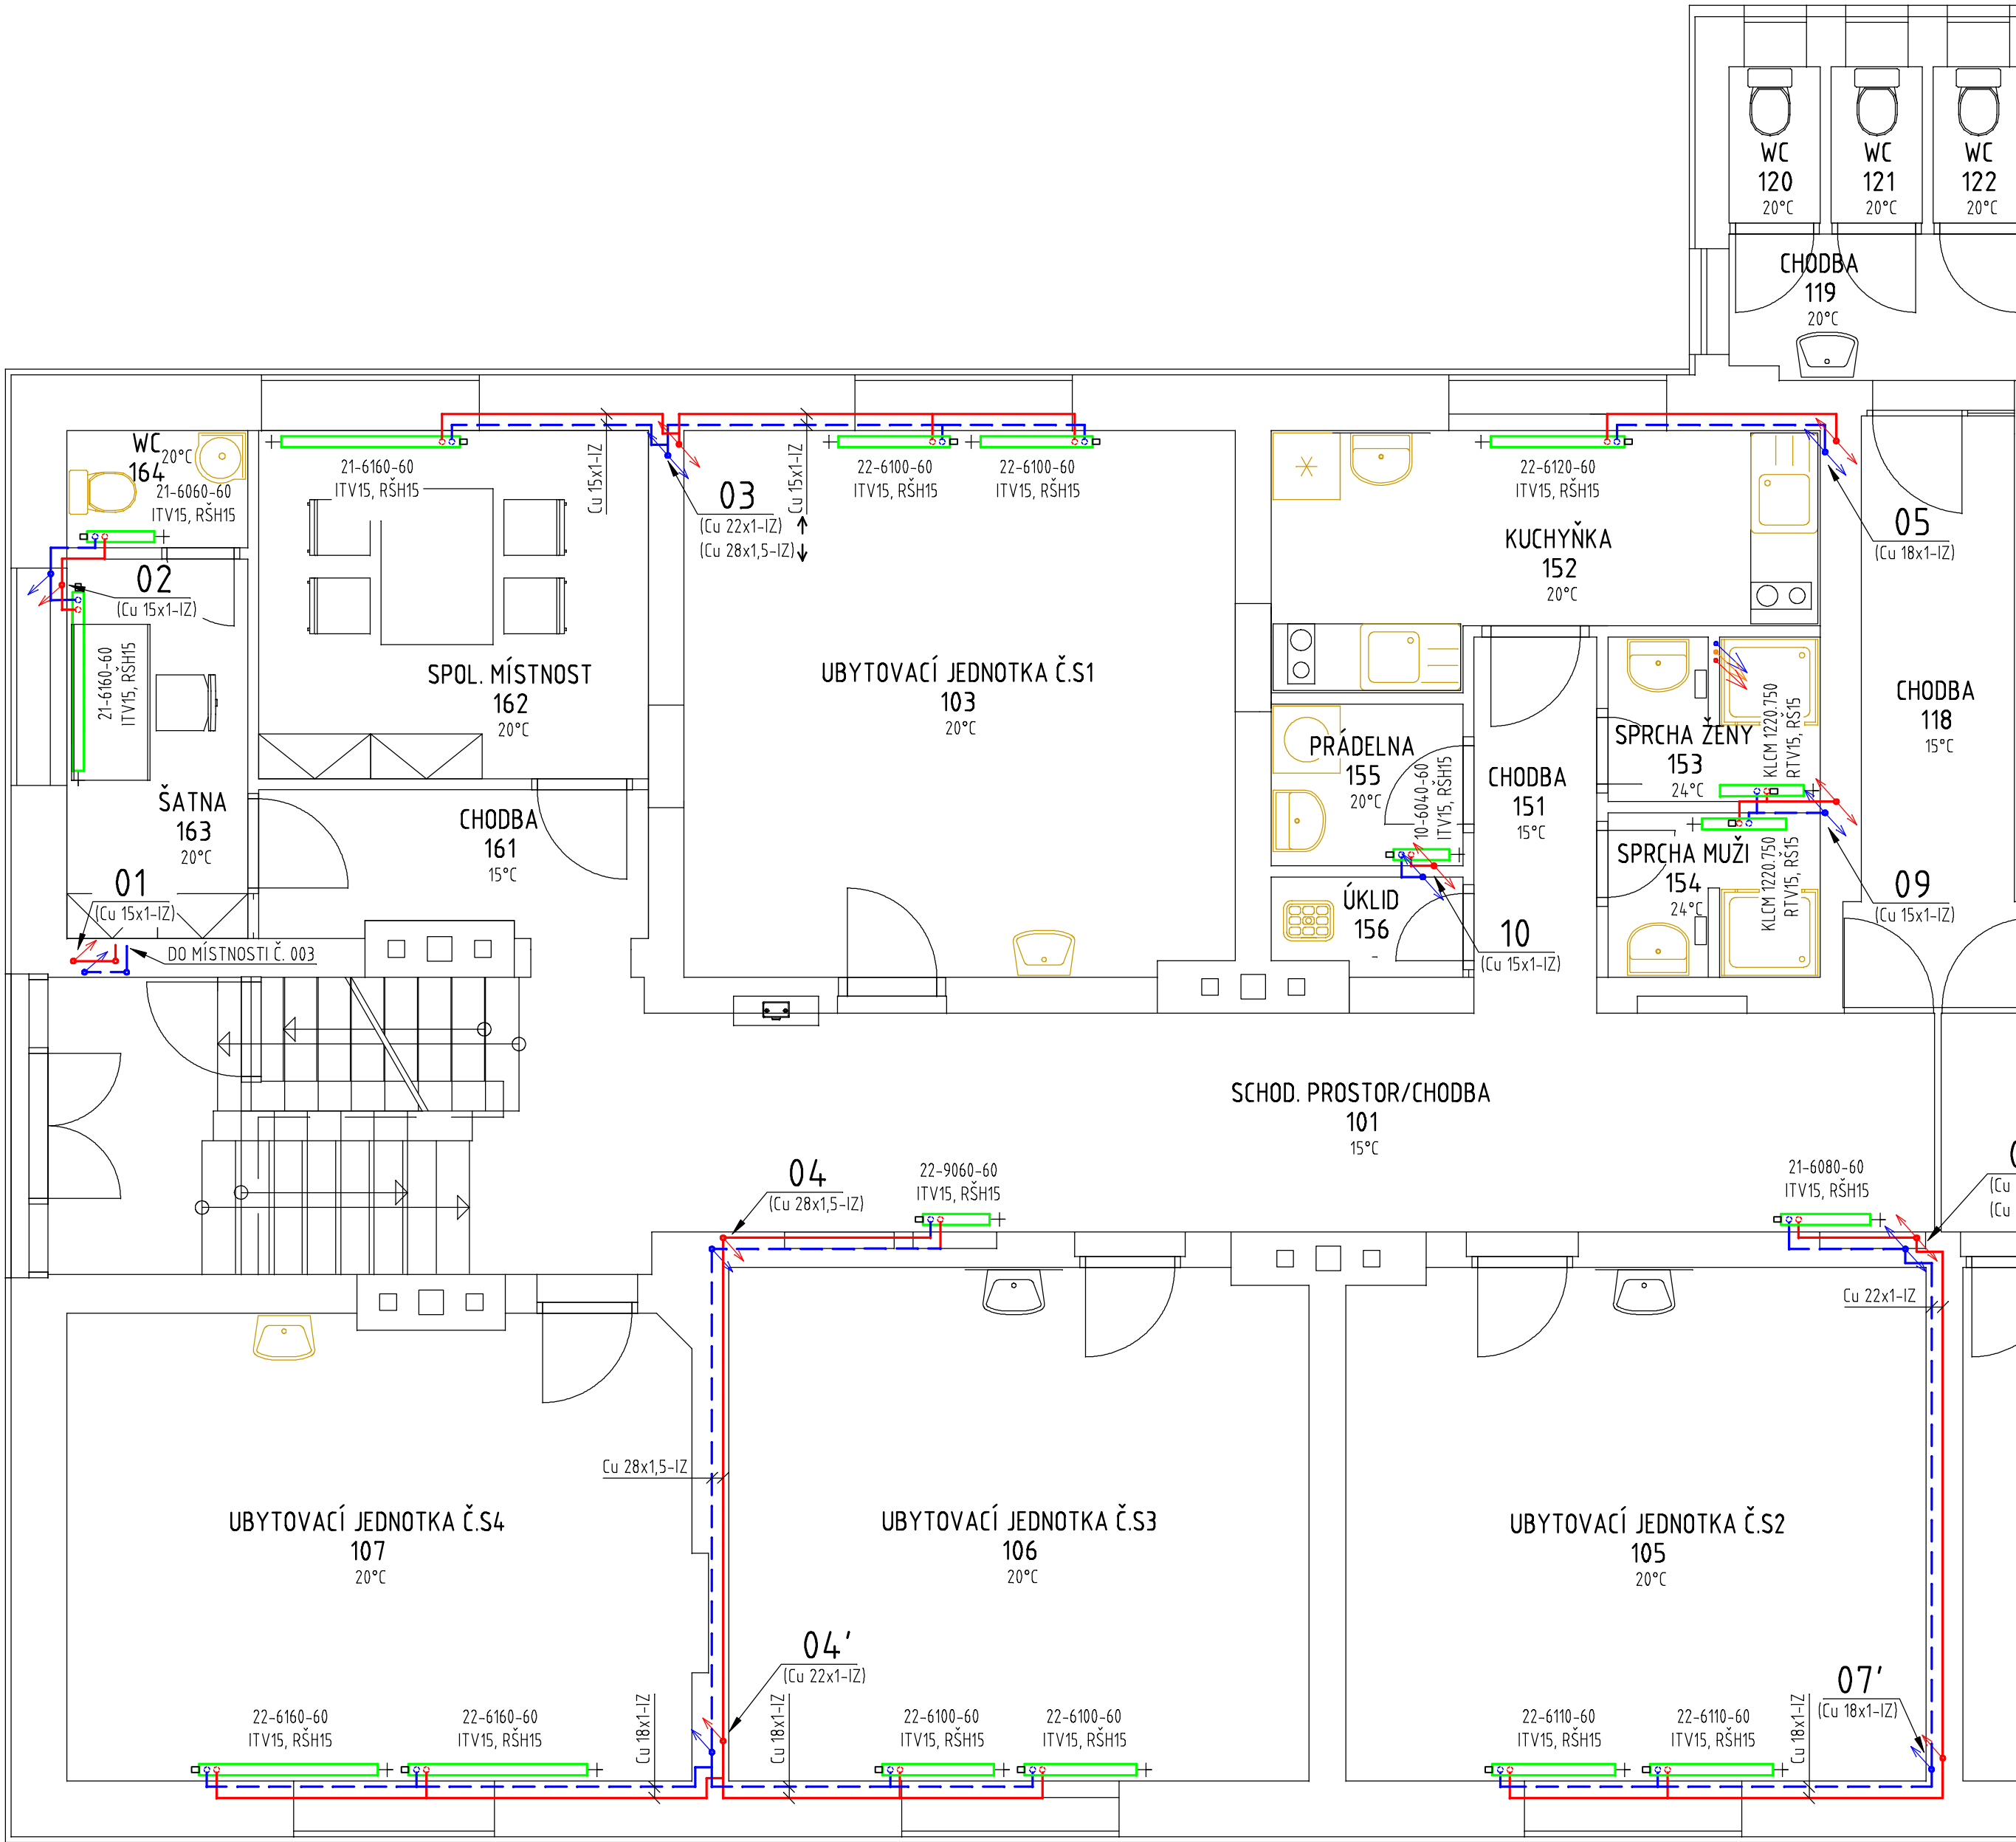 WC
120
20°C
WC
121
20°C
WC
122
20°C
CHODBA
119
20°C
WC
164
20°C
21-6060-60
ITV15, RŠH15
21-6160-60
ITV15, RŠH15
Cu 15x1-IZ
03
(Cu 22x1-IZ)
(Cu 28x1,5-IZ)
Cu 15x1-IZ
22-6100-60
ITV15, RŠH15
22-6100-60
ITV15, RŠH15
22-6120-60
ITV15, RŠH15
KUCHYŇKA
152
20°C
05
(Cu 18x1-IZ)
02
(Cu 15x1-IZ)
21-6160-60
ITV15, RŠH15
SPOL. MÍSTNOST
162
20°C
UBYTOVACÍ JEDNOTKA Č.S1
103
20°C
PRÁDELNA
155
20°C
10-6040-60
ITV15, RŠH15
CHODBA
151
15°C
SPRCHA ŽENY
153
24°C
KLCM 1220.750
RTV15, RŠ15
CHODBA
118
15°C
ŠATNA
163
20°C
CHODBA
161
15°C
SPRCHA MUŽI
154
24°C
KLCM 1220.750
RTV15, RŠ15
01
(Cu 15x1-IZ)
DO MÍSTNOSTI Č. 003
ÚKLID
156
-
10
(Cu 15x1-IZ)
09
(Cu 15x1-IZ)
SCHOD. PROSTOR/CHODBA
101
15°C
04
(Cu 28x1,5-IZ)
22-9060-60
ITV15, RŠH15
21-6080-60
ITV15, RŠH15
(Cu
(Cu
Cu 22x1-IZ
Cu 28x1,5-IZ
UBYTOVACÍ JEDNOTKA Č.S4
107
20°C
UBYTOVACÍ JEDNOTKA Č.S3
106
20°C
UBYTOVACÍ JEDNOTKA Č.S2
105
20°C
04'
(Cu 22x1-IZ)
07'
(Cu 18x1-IZ)
22-6160-60
ITV15, RŠH15
22-6160-60
ITV15, RŠH15
Cu 18x1-IZ
Cu 18x1-IZ
22-6100-60
ITV15, RŠH15
22-6100-60
ITV15, RŠH15
22-6110-60
ITV15, RŠH15
22-6110-60
ITV15, RŠH15
Cu 18x1-IZ